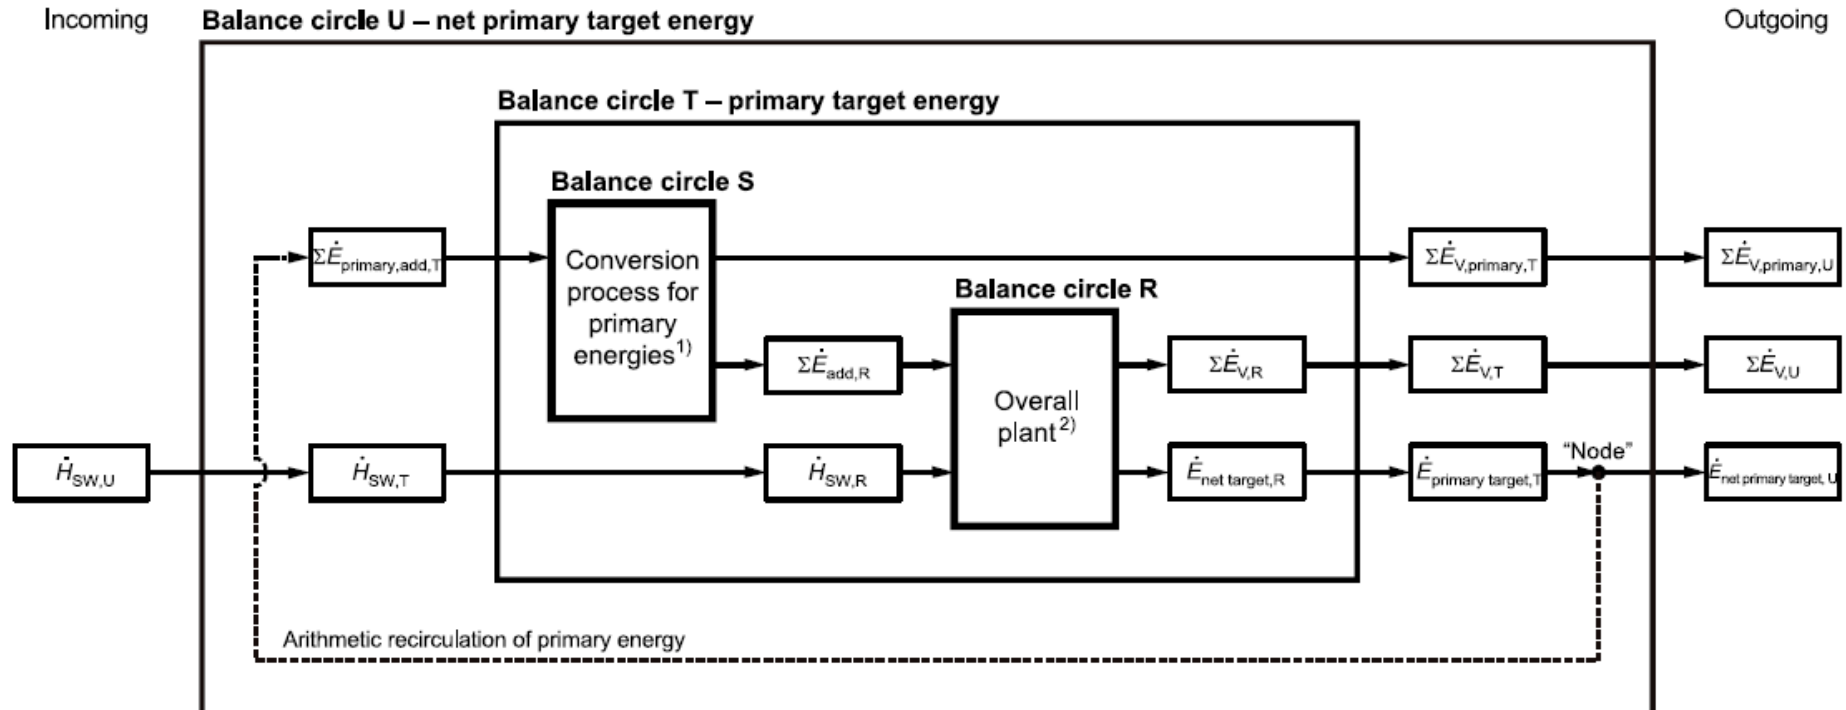 Incoming
Balance circle U – net primary target energy
Outgoing
Balance circle T – primary target energy
Balance circle S
ΣĖprimary,add,T
Conversion
process for
primary
energies1)
ΣĖV,primary,T
ΣĖV,primary,U
Balance circle R
ΣĖadd,R
Overall
plant2)
ΣĖV,R
ΣĖV,T
ΣĖV,U
ḢSW,U
ḢSW,T
ḢSW,R
Ėnet target,R
Ėprimary target,T
“Node”
Ėnet primary target, U
Arithmetic recirculation of primary energy